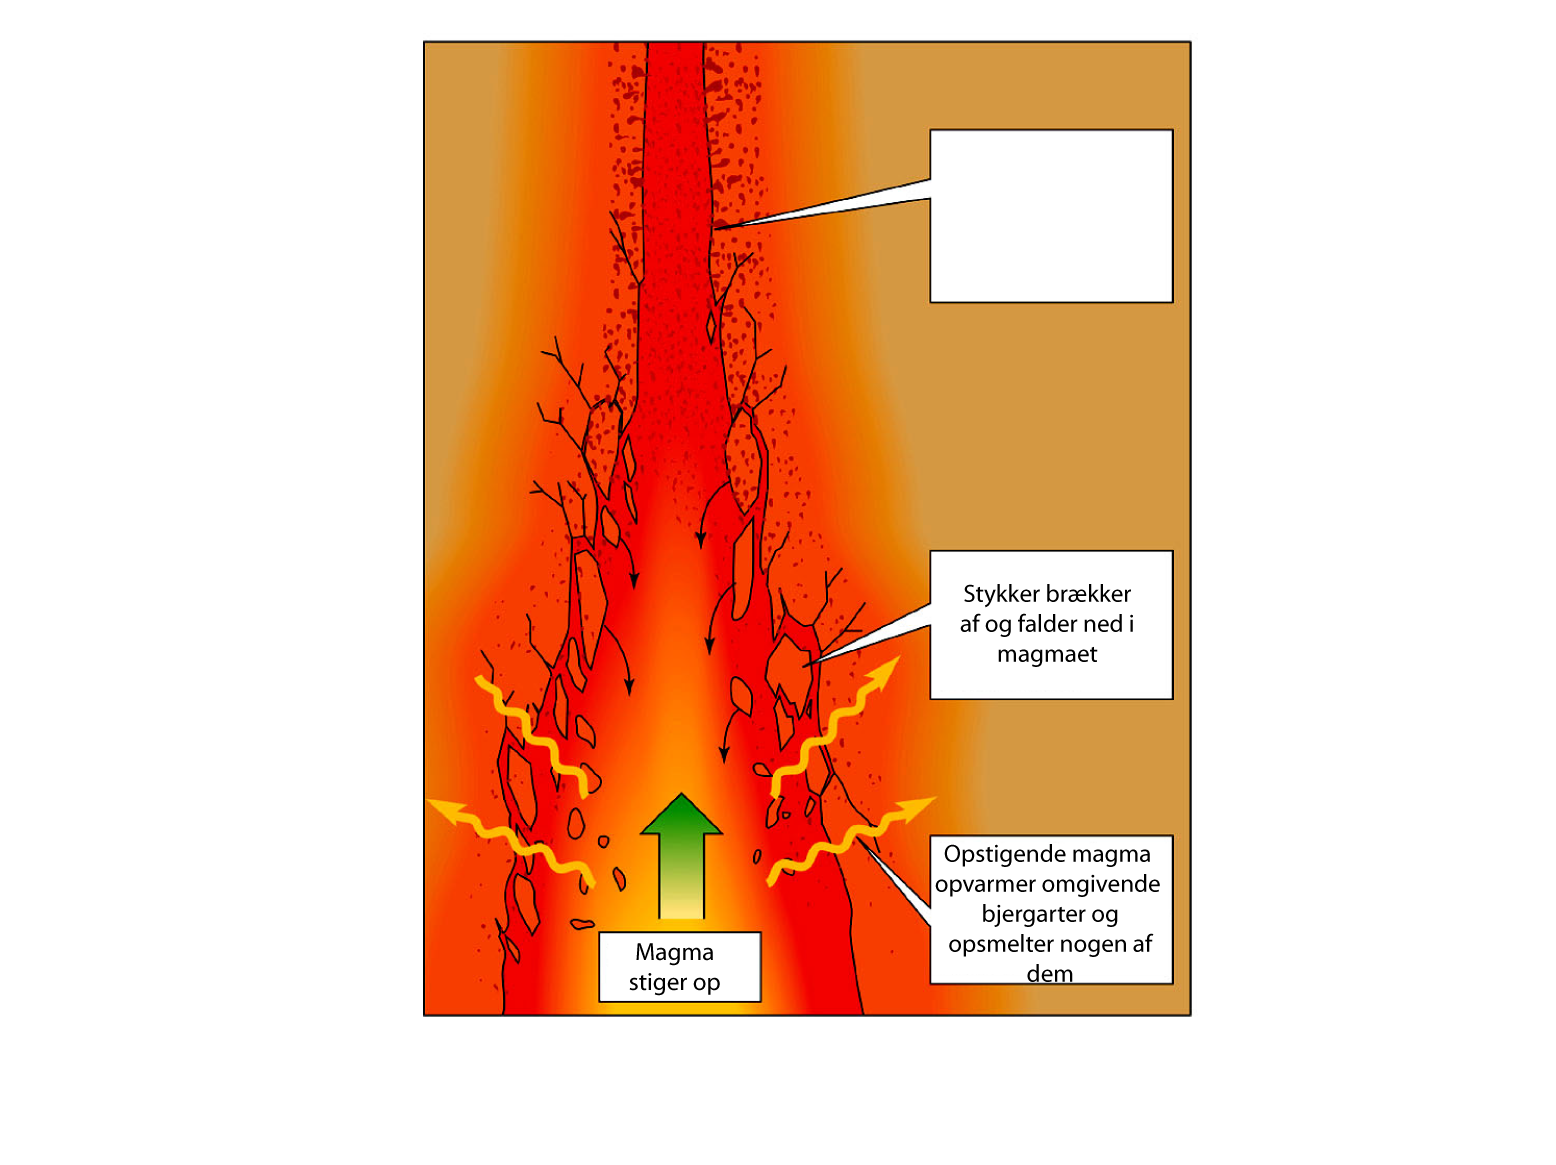 Stykker brækker
af og falder ned i
magmaet
Opstigende magma
opvarmer omgivende
bjergarter og
opsmelter nogen af
dem
Magma
stiger op